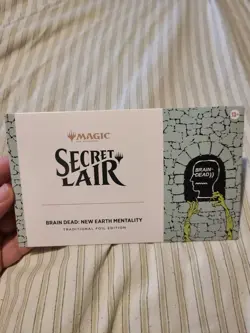 MAGIC
SECRET
LAIR
BRAIN DEAD: NEW EARTH MENTALITY
TRADITIONAL FOIL EDITION
13+
BRAIN-
DEAD))